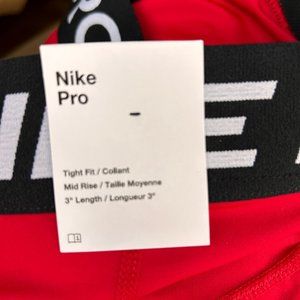 Nike
Pro
Tight Fit / Collant
Mid Rise / Taille Moyenne
3" Length / Longueur 3"